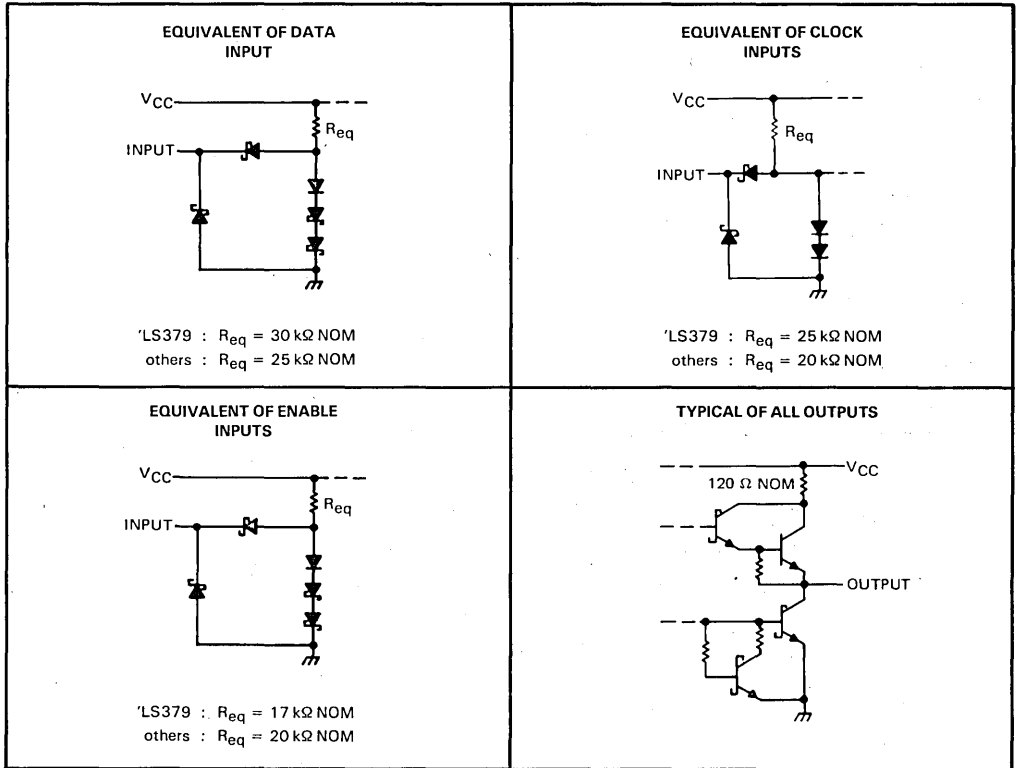 EQUIVALENT OF DATA
INPUT
VCC
Req
INPUT
'LS379 : Req = 30 kΩ NOM
others : Req = 25 kΩ NOM
EQUIVALENT OF CLOCK
INPUTS
VCC
Req
INPUT
'LS379 : Req = 25 kΩ NOM
others : Req = 20 kΩ NOM
EQUIVALENT OF ENABLE
INPUTS
VCC
Req
INPUT
'LS379 : Req = 17 kΩ NOM
others : Req = 20 kΩ NOM
TYPICAL OF ALL OUTPUTS
VCC
120 Ω NOM
OUTPUT